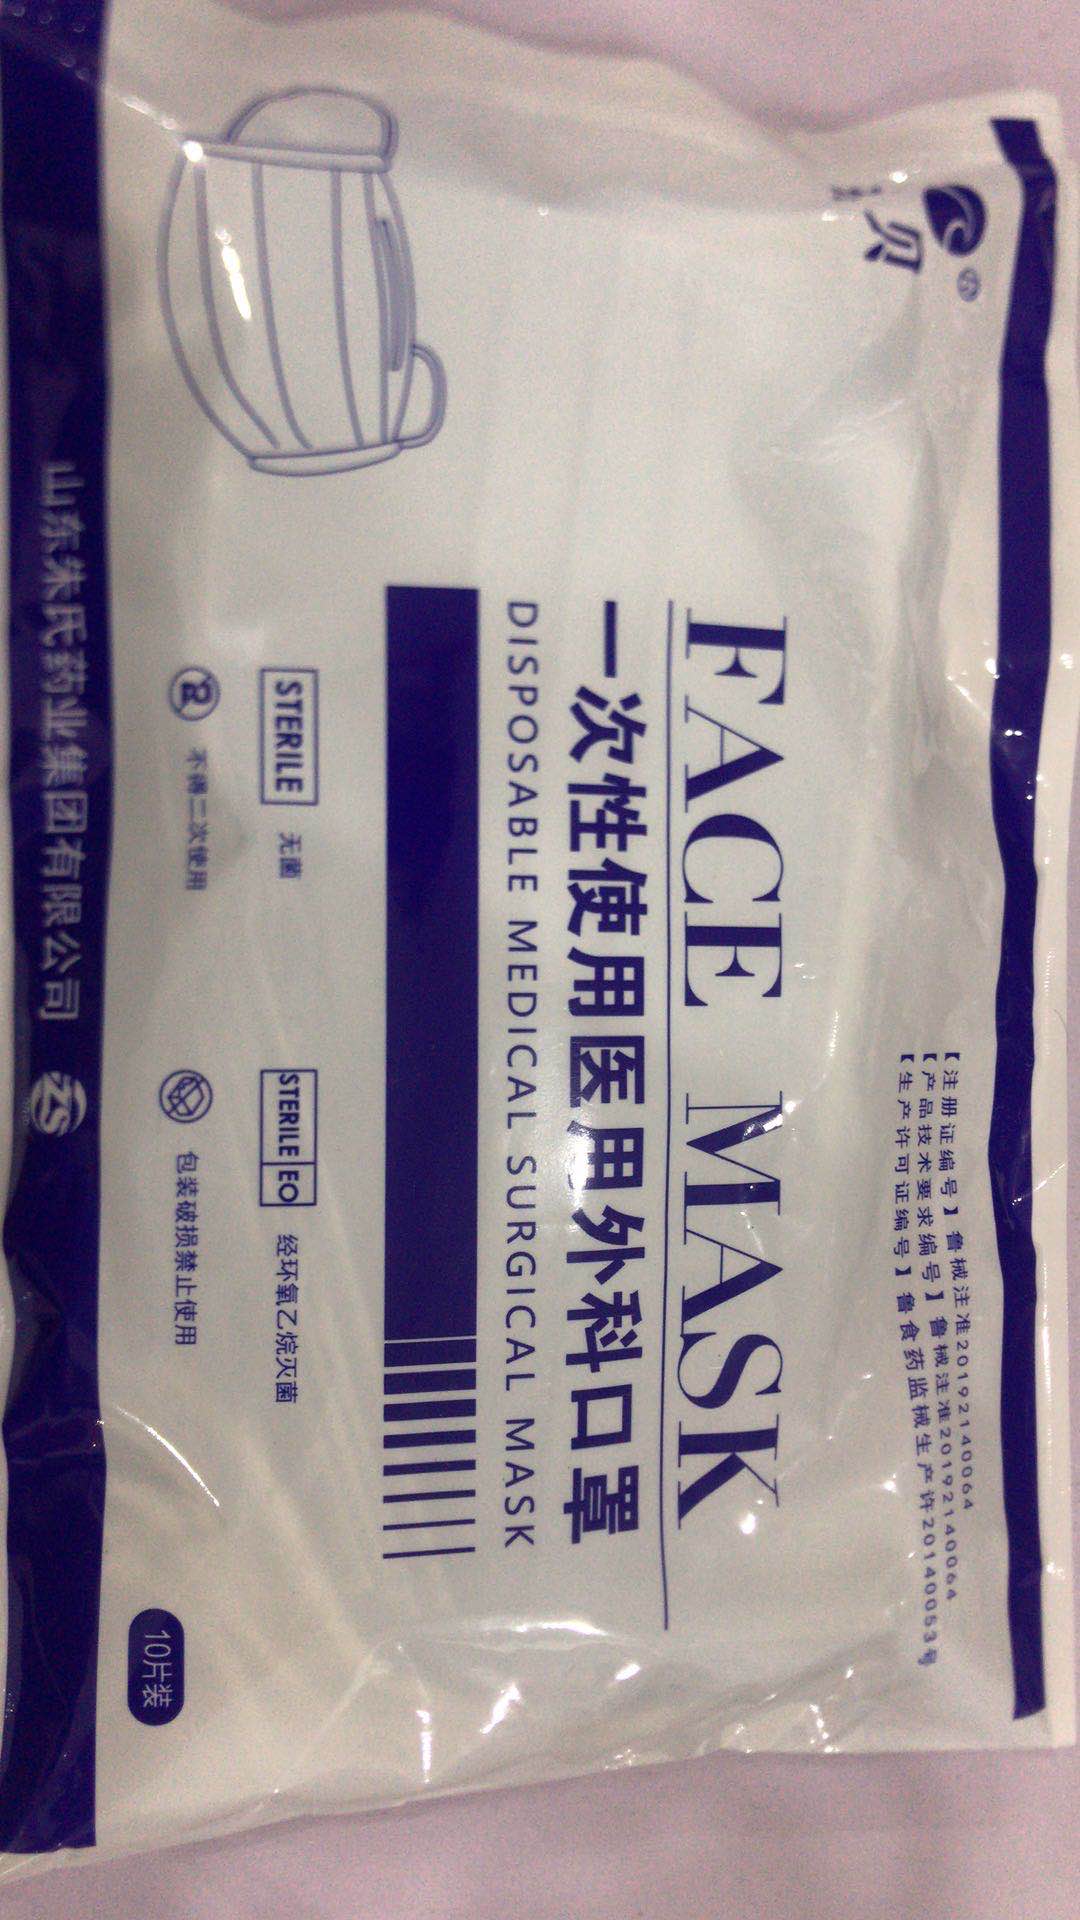 贝
【注册证编号】鲁械注准20192140064
【产品技术要求编号】鲁械注准20192140064
【生产许可证编号】鲁食药监械生产许20140053号
FACE MASK
一次性使用医用外科口罩
DISPOSABLE MEDICAL SURGICAL MASK
STERILE 无菌
STERILE EO 经环氧乙烷灭菌
不得二次使用
包装破损禁止使用
10片装
山东朱氏药业集团有限公司